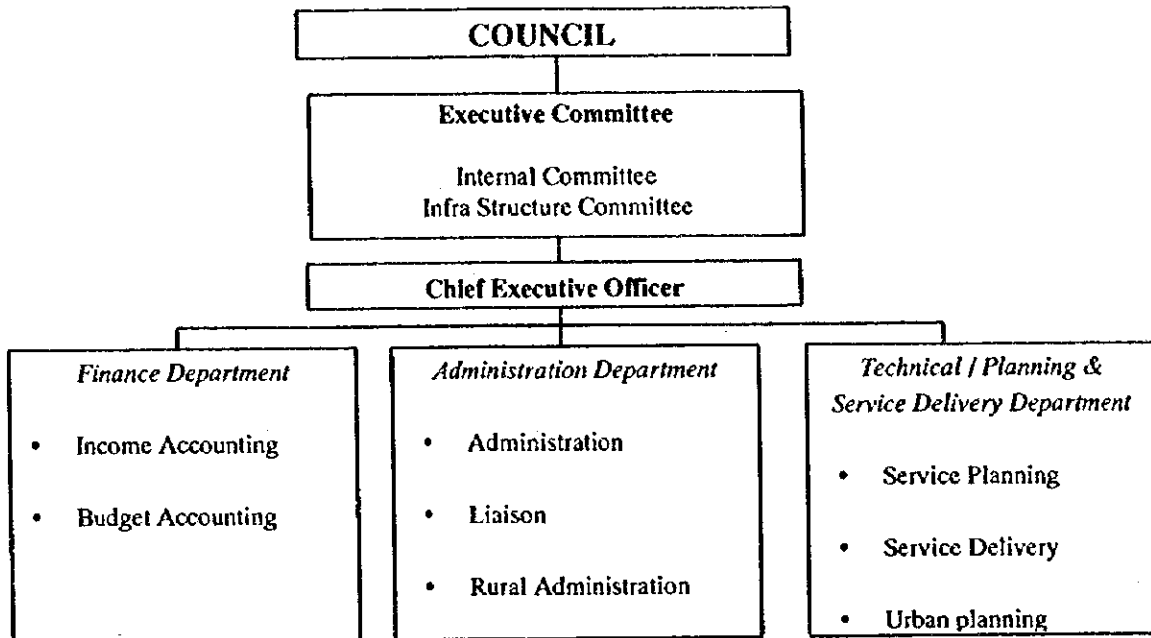 COUNCIL
Executive Committee
Internal Committee
Infra Structure Committee
Chief Executive Officer
Finance Department
• Income Accounting
• Budget Accounting
Administration Department
• Administration
• Liaison
• Rural Administration
Technical / Planning &
Service Delivery Department
• Service Planning
• Service Delivery
• Urban planning